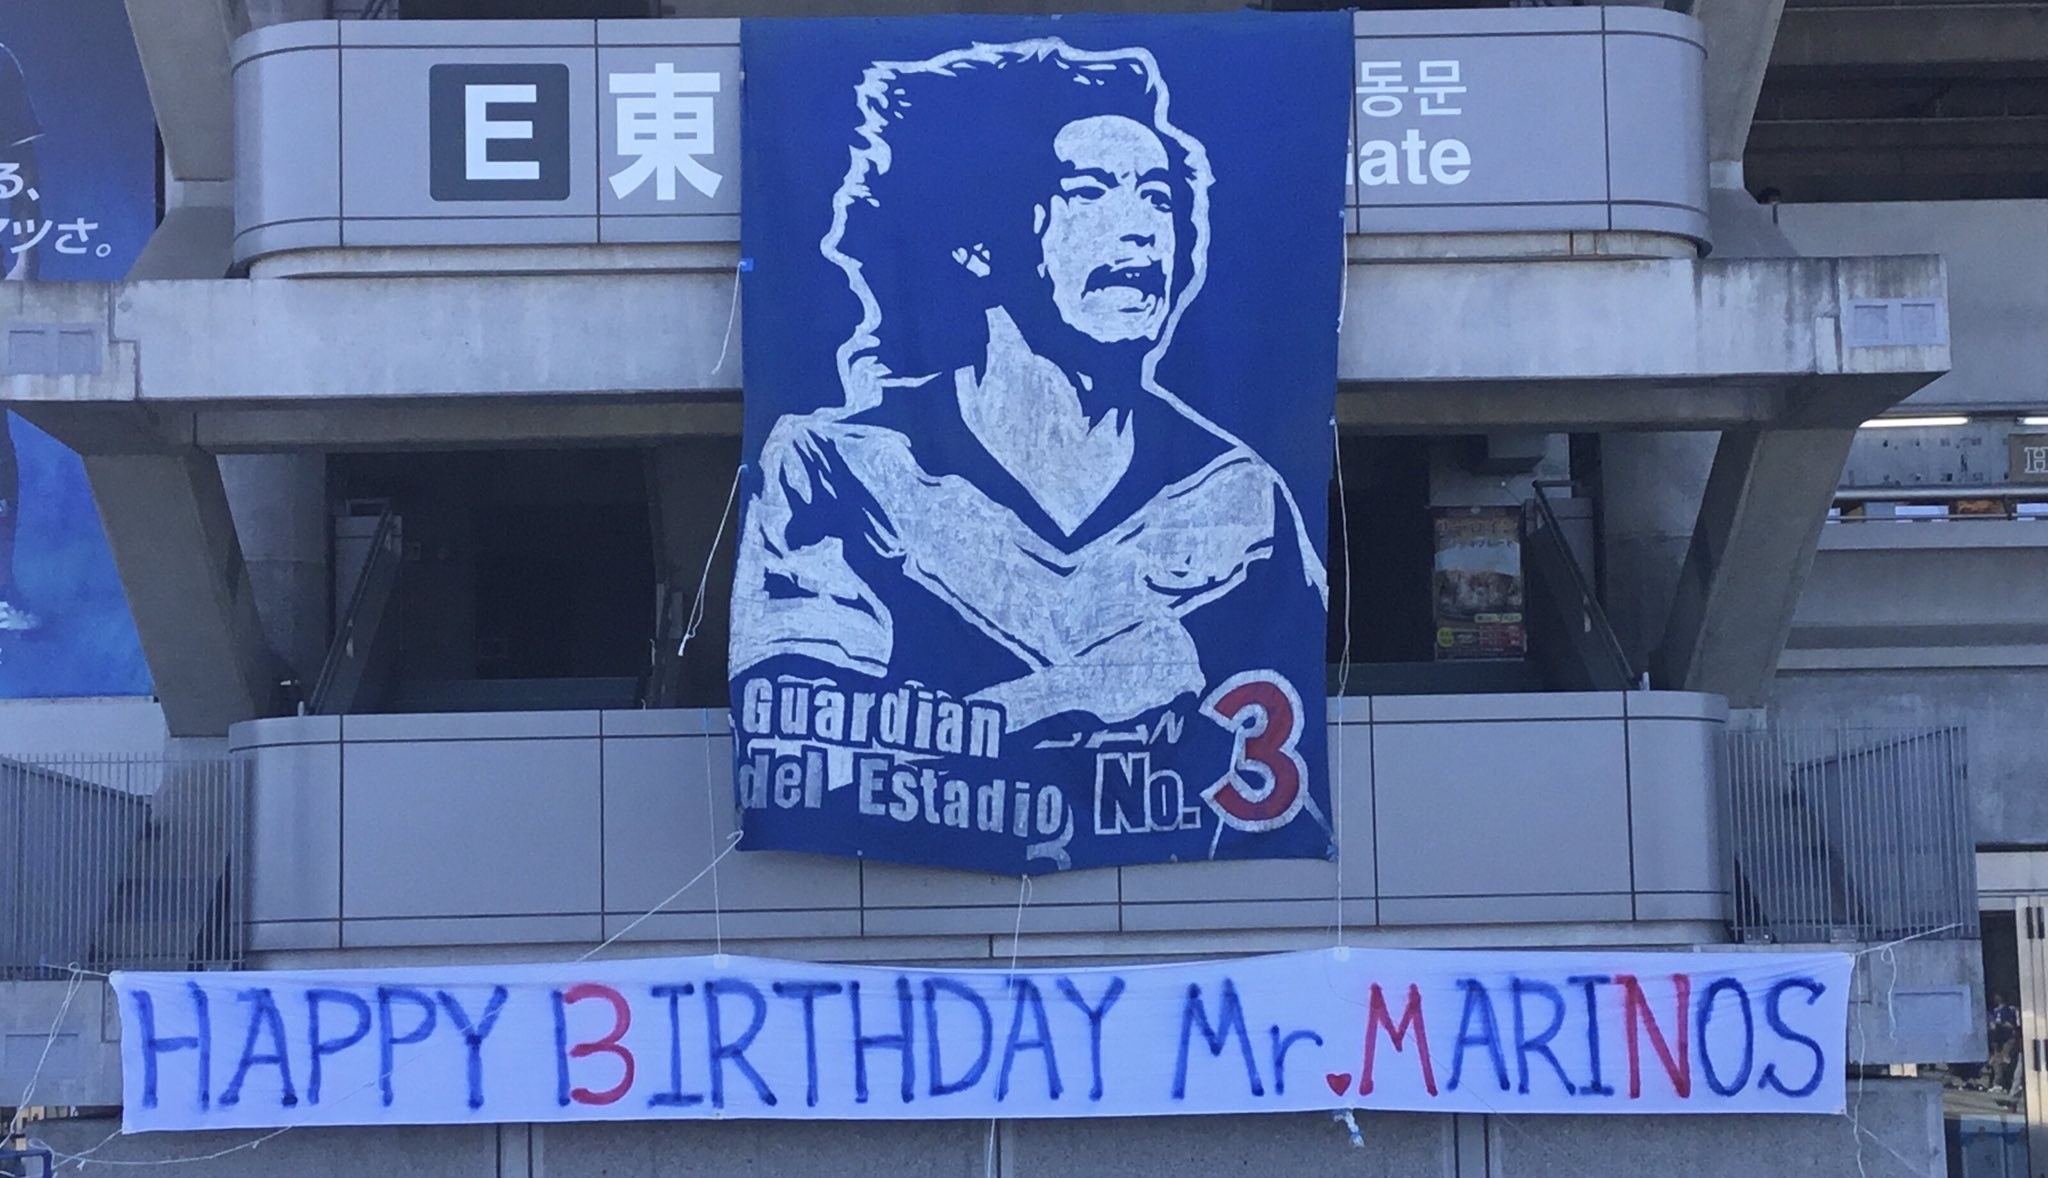 E 東
동문
ate
る、
ツさ。
Guardian
del Estadio No.3
HAPPY BIRTHDAY Mr.MARINOS